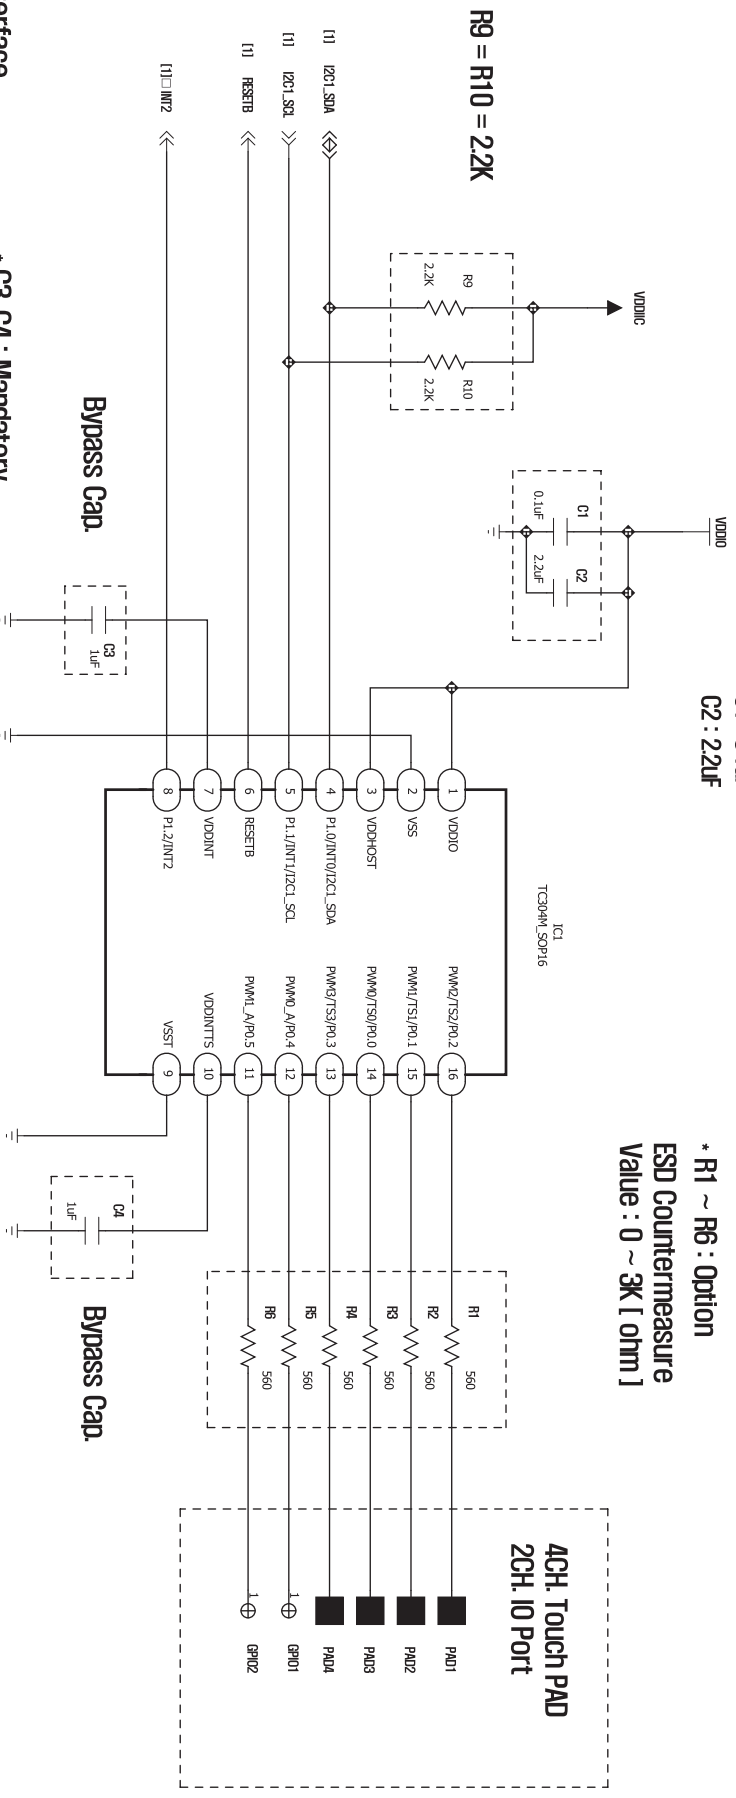 * R1 ~ R6 : Option
ESD Countermeasure
Value : 0 ~ 3K [ ohm ]
C2 : 2.2uF
VDDIO
C1
0.1uF
C2
2.2uF
VDDIIC
R9 = R10 = 2.2K
R9
2.2K
R10
2.2K
[1] I2C1_SDA
[1] I2C1_SCL
[1] RESETB
[1]□ INT2
IC1
TC304M_SOP16
1 VDDIO
2 VSS
3 VDDHOST
4 P1.0/INT0/I2C1_SDA
5 P1.1/INT1/I2C1_SCL
6 RESETB
7 VDDINT
8 P1.2/INT2
PWM2/TS2/P0.2 16
PWM1/TS1/P0.1 15
PWM0/TS0/P0.0 14
PWM3/TS3/P0.3 13
PWM0_A/P0.4 12
PWM1_A/P0.5 11
VDDINTTS 10
VSST 9
R1 560
R2 560
R3 560
R4 560
R5 560
R6 560
4CH. Touch PAD
2CH. IO Port
PAD1
PAD2
PAD3
PAD4
1 GPIO1
1 GPIO2
Bypass Cap.
C3
1uF
C4
1uF
Bypass Cap.
* C3, C4 : Mandatory